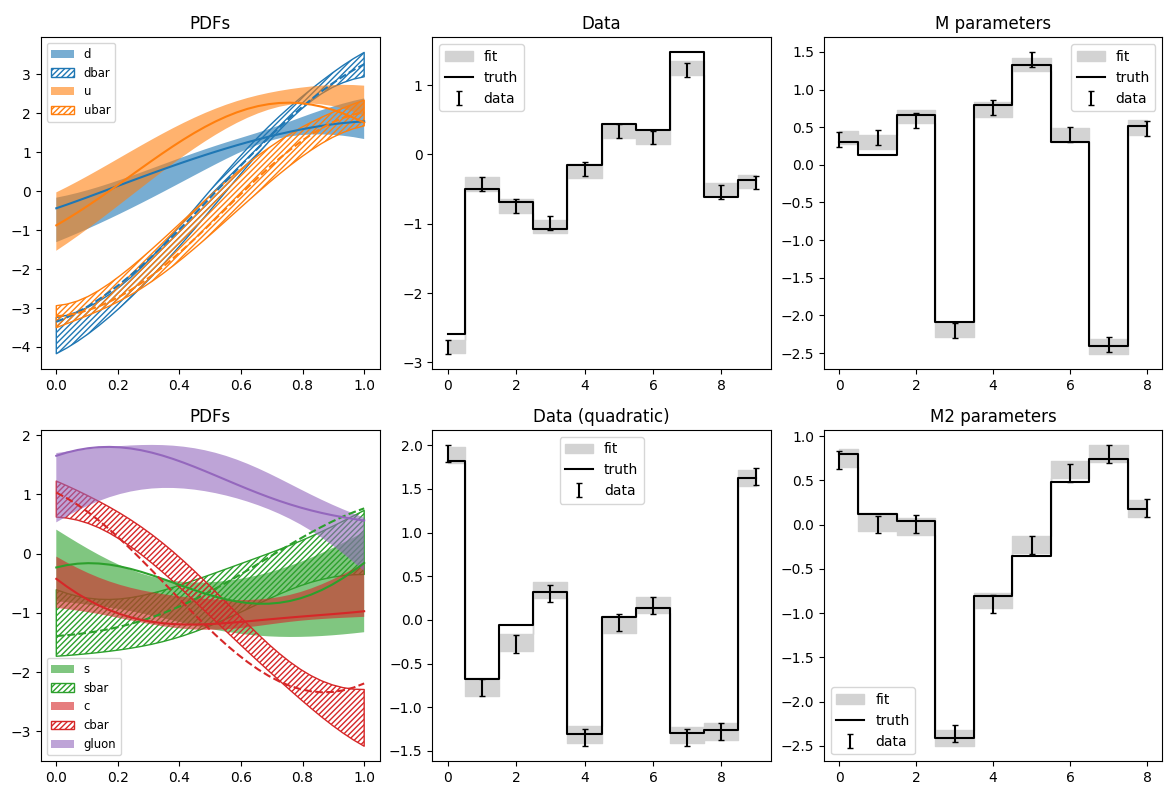 PDFs
d
dbar
u
ubar
3
2
1
0
−1
−2
−3
−4
0.0 0.2 0.4 0.6 0.8 1.0
Data
fit
truth
data
1
0
−1
−2
−3
0 2 4 6 8
M parameters
fit
truth
data
1.5
1.0
0.5
0.0
−0.5
−1.0
−1.5
−2.0
−2.5
0 2 4 6 8
PDFs
2
1
0
−1
−2
−3
s
sbar
c
cbar
gluon
0.0 0.2 0.4 0.6 0.8 1.0
Data (quadratic)
fit
truth
data
2.0
1.5
1.0
0.5
0.0
−0.5
−1.0
−1.5
0 2 4 6 8
M2 parameters
1.0
0.5
0.0
−0.5
−1.0
−1.5
−2.0
−2.5
fit
truth
data
0 2 4 6 8